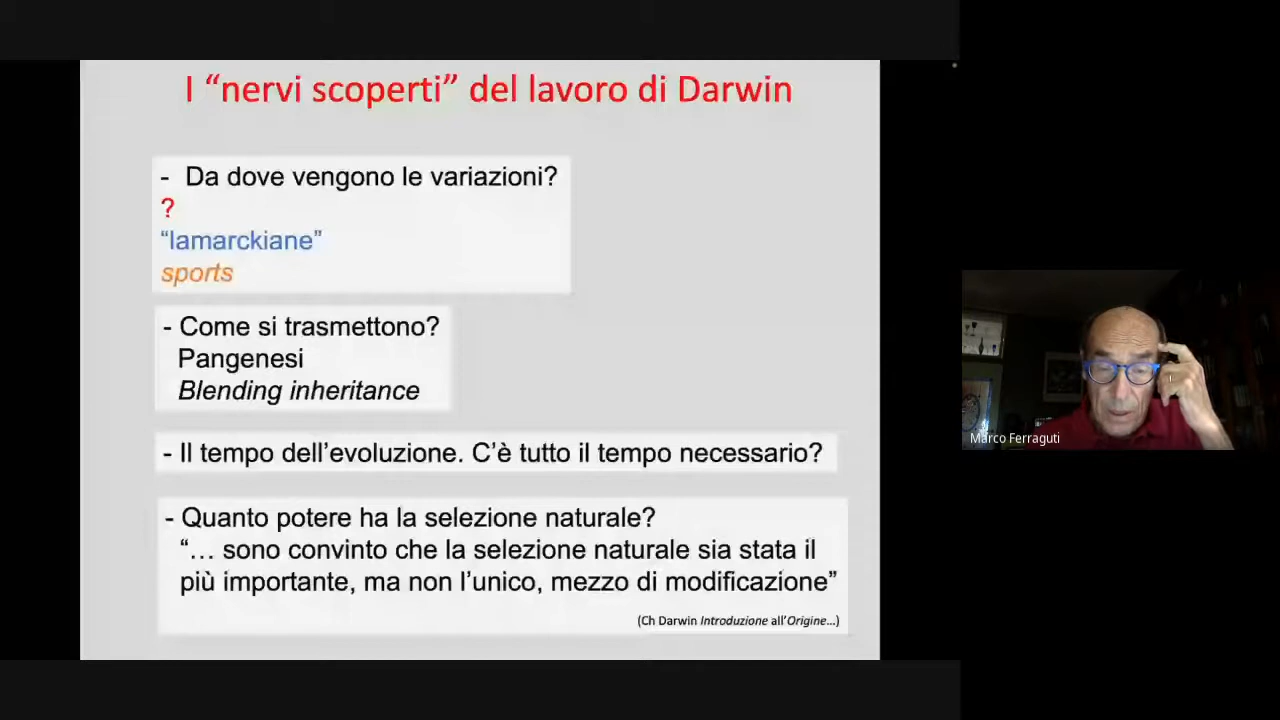 I “nervi scoperti” del lavoro di Darwin
- Da dove vengono le variazioni?
?
“lamarckiane”
sports
- Come si trasmettono?
Pangenesi
Blending inheritance
- Il tempo dell’evoluzione. C’è tutto il tempo necessario?
- Quanto potere ha la selezione naturale?
“… sono convinto che la selezione naturale sia stata il
più importante, ma non l’unico, mezzo di modificazione”
(Ch Darwin Introduzione all’Origine…)
Marco Ferraguti